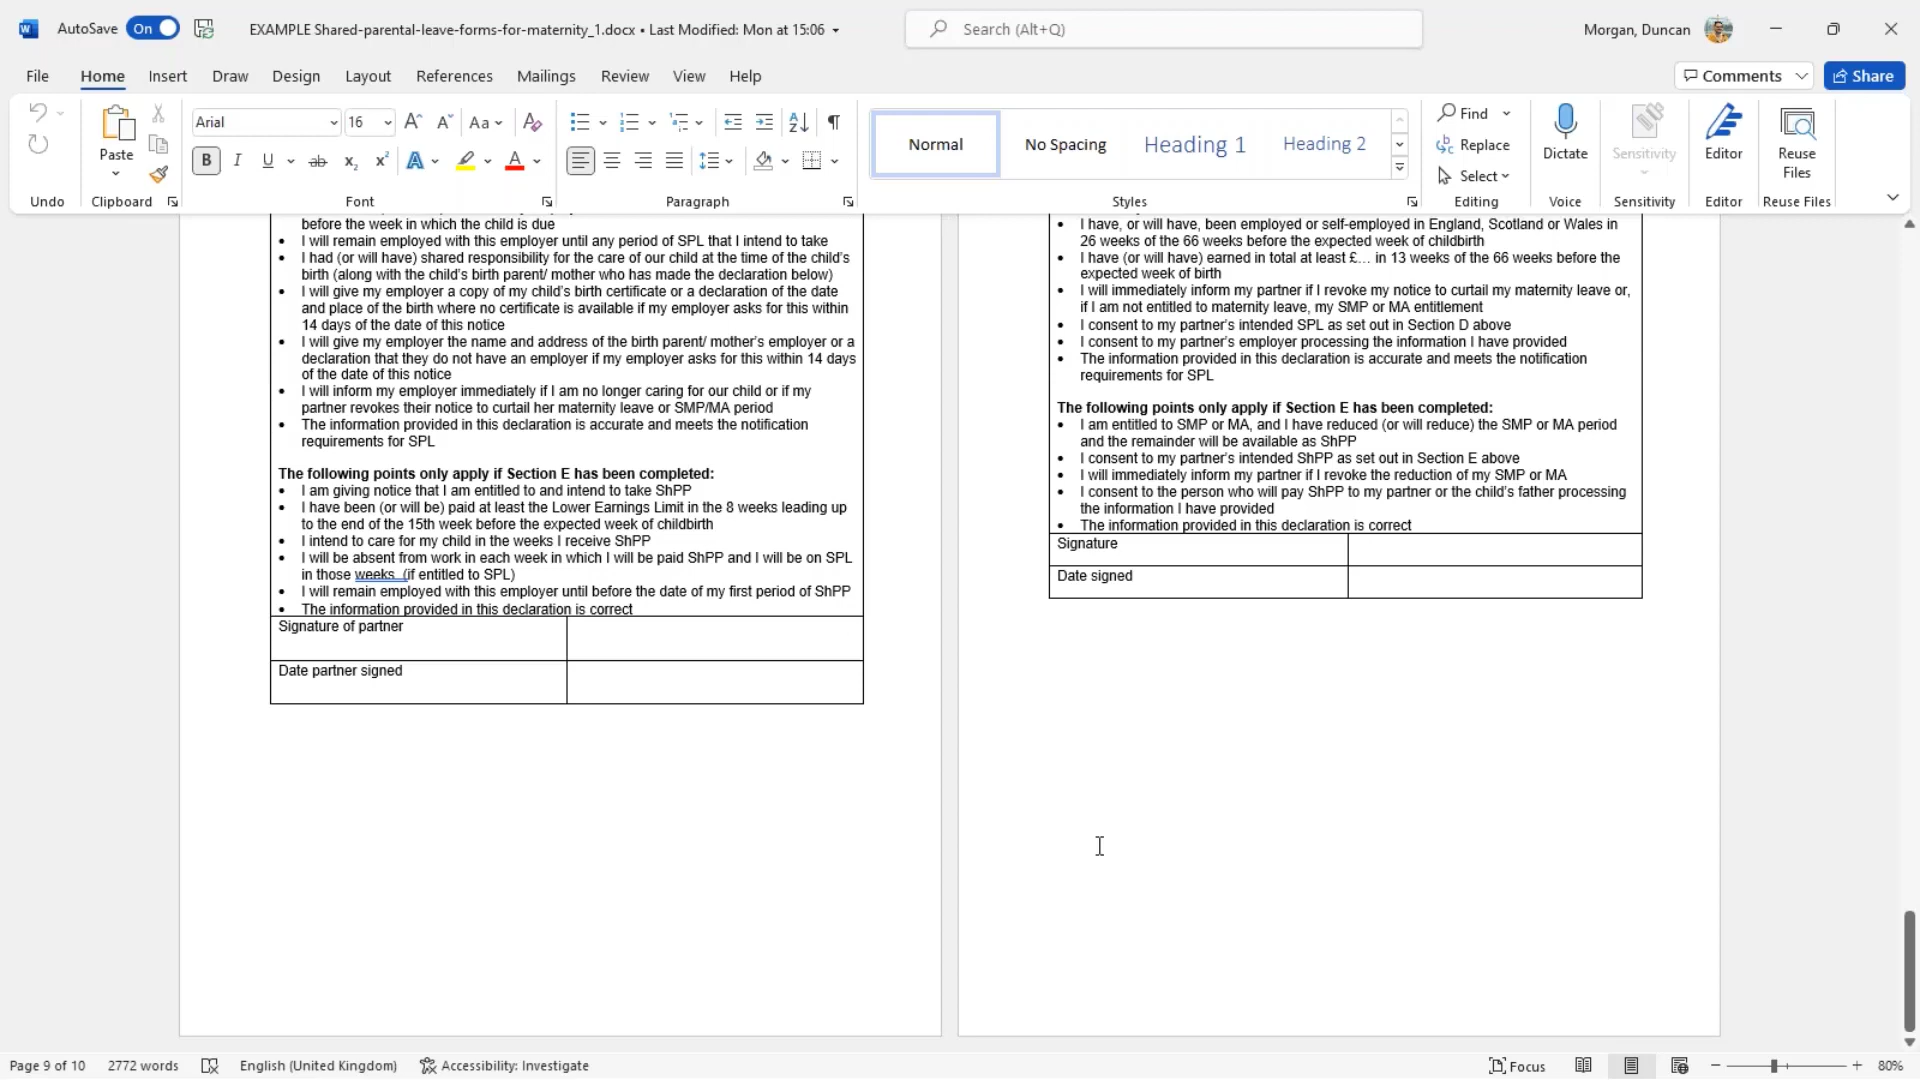 AutoSave On EXAMPLE Shared-parental-leave-forms-for-maternity_1.docx • Last Modified: Mon at 15:06 Search (Alt+Q) Morgan, Duncan
File Home Insert Draw Design Layout References Mailings Review View Help Comments Share
Paste
Arial 16 Aa
B I U ab x₂ x² A A
Normal No Spacing Heading 1 Heading 2
Find
Replace
Select
Dictate
Sensitivity
Editor
Reuse
Files
Undo Clipboard Font Paragraph Styles Editing Voice Sensitivity Editor Reuse Files
before the week in which the child is due
• I will remain employed with this employer until any period of SPL that I intend to take
• I had (or will have) shared responsibility for the care of our child at the time of the child's
birth (along with the child's birth parent/ mother who has made the declaration below)
• I will give my employer a copy of my child's birth certificate or a declaration of the date
and place of the birth where no certificate is available if my employer asks for this within
14 days of the date of this notice
• I will give my employer the name and address of the birth parent/ mother's employer or a
declaration that they do not have an employer if my employer asks for this within 14 days
of the date of this notice
• I will inform my employer immediately if I am no longer caring for our child or if my
partner revokes their notice to curtail her maternity leave or SMP/MA period
• The information provided in this declaration is accurate and meets the notification
requirements for SPL
The following points only apply if Section E has been completed:
• I am giving notice that I am entitled to and intend to take ShPP
• I have been (or will be) paid at least the Lower Earnings Limit in the 8 weeks leading up
to the end of the 15th week before the expected week of childbirth
• I intend to care for my child in the weeks I receive ShPP
• I will be absent from work in each week in which I will be paid ShPP and I will be on SPL
in those weeks (if entitled to SPL)
• I will remain employed with this employer until before the date of my first period of ShPP
• The information provided in this declaration is correct
Signature of partner
Date partner signed
• I have, or will have, been employed or self-employed in England, Scotland or Wales in
26 weeks of the 66 weeks before the expected week of childbirth
• I have (or will have) earned in total at least £… in 13 weeks of the 66 weeks before the
expected week of birth
• I will immediately inform my partner if I revoke my notice to curtail my maternity leave or,
if I am not entitled to maternity leave, my SMP or MA entitlement
• I consent to my partner's intended SPL as set out in Section D above
• I consent to my partner's employer processing the information I have provided
• The information provided in this declaration is accurate and meets the notification
requirements for SPL
The following points only apply if Section E has been completed:
• I am entitled to SMP or MA, and I have reduced (or will reduce) the SMP or MA period
and the remainder will be available as ShPP
• I consent to my partner's intended ShPP as set out in Section E above
• I will immediately inform my partner if I revoke the reduction of my SMP or MA
• I consent to the person who will pay ShPP to my partner or the child's father processing
the information I have provided
• The information provided in this declaration is correct
Signature
Date signed
Page 9 of 10 2772 words English (United Kingdom) Accessibility: Investigate Focus 80%